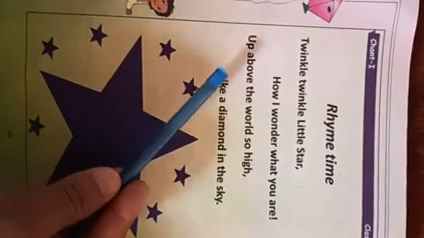 Chant-1
Rhyme time
Twinkle twinkle Little Star,
How I wonder what you are!
Up above the world so high,
ke a diamond in the sky.